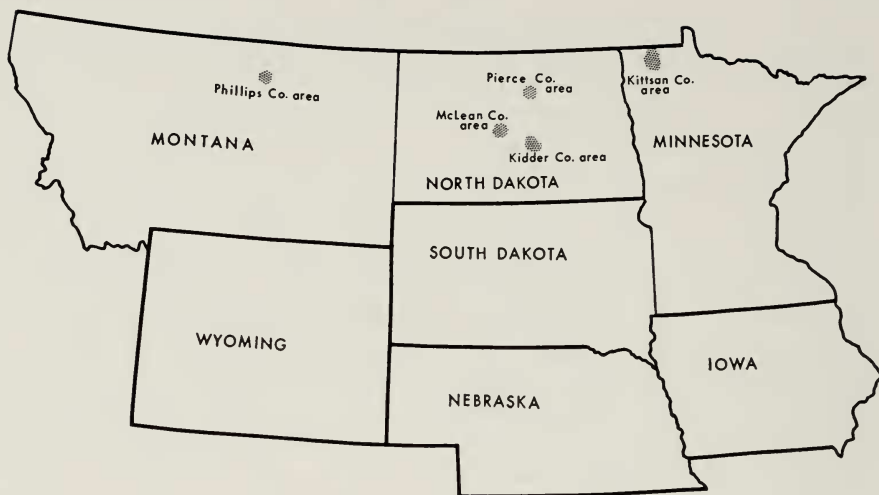 Phillips Co. area
MONTANA
Pierce Co.
area
McLean Co.
area
Kidder Co. area
NORTH DAKOTA
Kittsan Co.
area
MINNESOTA
SOUTH DAKOTA
WYOMING
NEBRASKA
IOWA